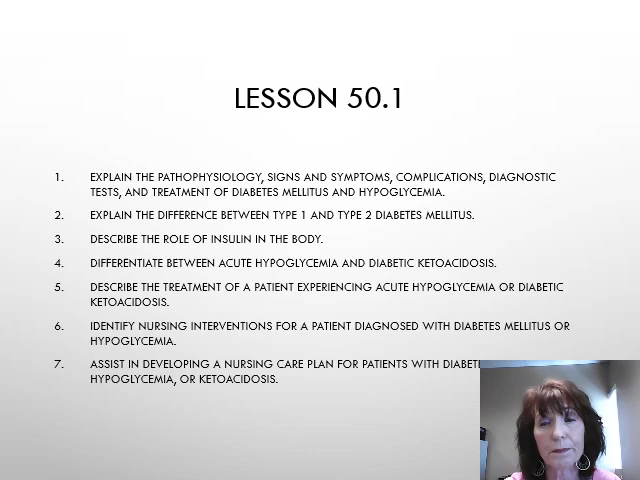 LESSON 50.1
1. EXPLAIN THE PATHOPHYSIOLOGY, SIGNS AND SYMPTOMS, COMPLICATIONS, DIAGNOSTIC
TESTS, AND TREATMENT OF DIABETES MELLITUS AND HYPOGLYCEMIA.
2. EXPLAIN THE DIFFERENCE BETWEEN TYPE 1 AND TYPE 2 DIABETES MELLITUS.
3. DESCRIBE THE ROLE OF INSULIN IN THE BODY.
4. DIFFERENTIATE BETWEEN ACUTE HYPOGLYCEMIA AND DIABETIC KETOACIDOSIS.
5. DESCRIBE THE TREATMENT OF A PATIENT EXPERIENCING ACUTE HYPOGLYCEMIA OR DIABETIC
KETOACIDOSIS.
6. IDENTIFY NURSING INTERVENTIONS FOR A PATIENT DIAGNOSED WITH DIABETES MELLITUS OR
HYPOGLYCEMIA.
7. ASSIST IN DEVELOPING A NURSING CARE PLAN FOR PATIENTS WITH
HYPOGLYCEMIA, OR KETOACIDOSIS.